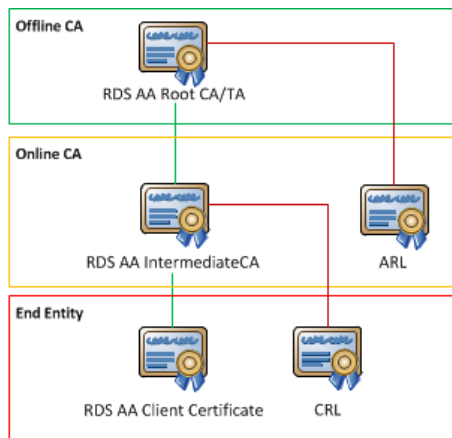 Offline CA
RDS AA Root CA/TA
Online CA
RDS AA IntermediateCA
ARL
End Entity
RDS AA Client Certificate
CRL